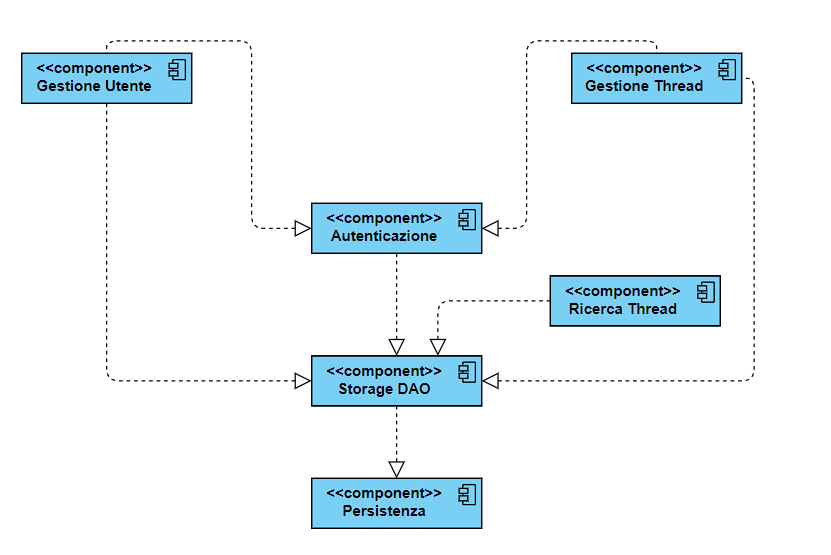 <<component>>
Gestione Utente
<<component>>
Gestione Thread
<<component>>
Autenticazione
<<component>>
Ricerca Thread
<<component>>
Storage DAO
<<component>>
Persistenza